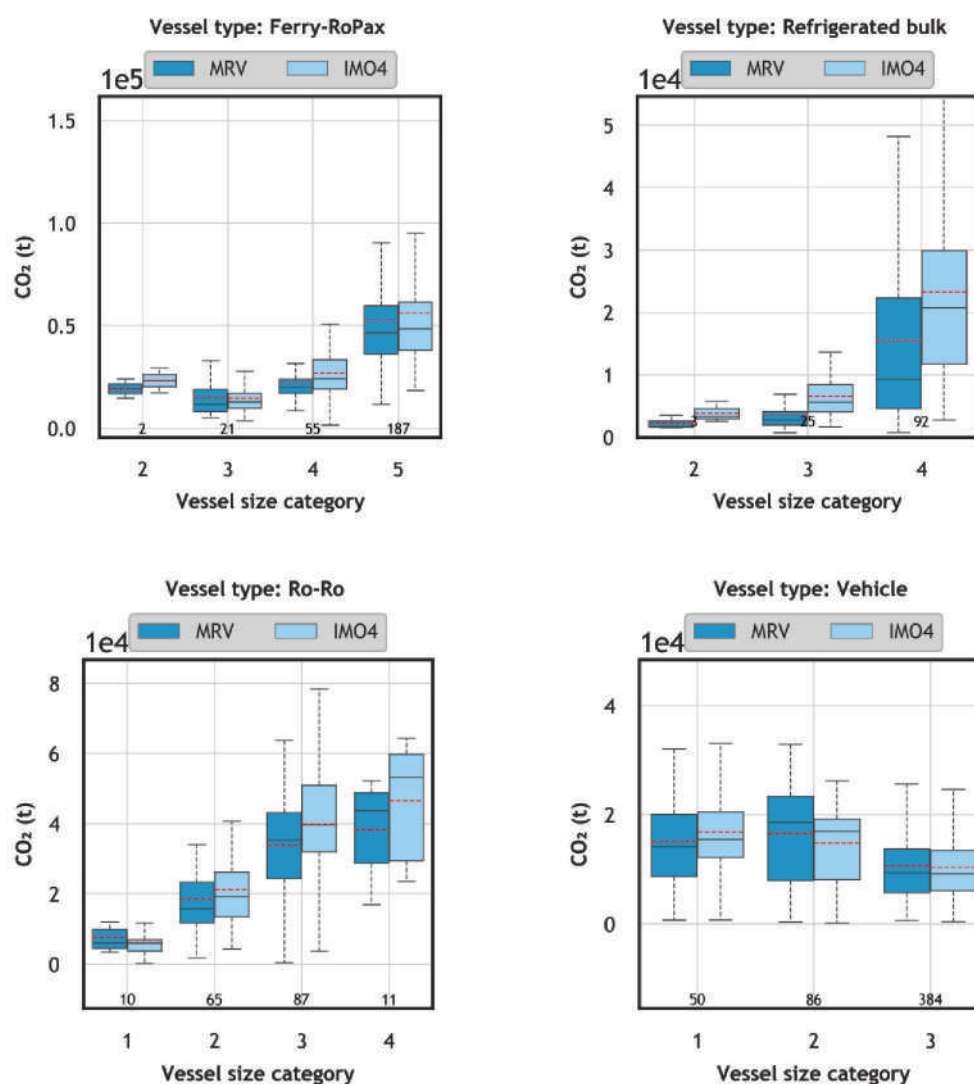 Vessel type: Ferry-RoPax
MRV IMO4
1e5
1.5
1.0
0.5
0.0
CO₂ (t)
2 21 55 187
2 3 4 5
Vessel size category
Vessel type: Refrigerated bulk
MRV IMO4
1e4
5
4
3
2
1
0
CO₂ (t)
3 25 92
2 3 4
Vessel size category
Vessel type: Ro-Ro
MRV IMO4
1e4
8
6
4
2
0
CO₂ (t)
10 65 87 11
1 2 3 4
Vessel size category
Vessel type: Vehicle
MRV IMO4
1e4
4
2
0
CO₂ (t)
50 86 384
1 2 3
Vessel size category